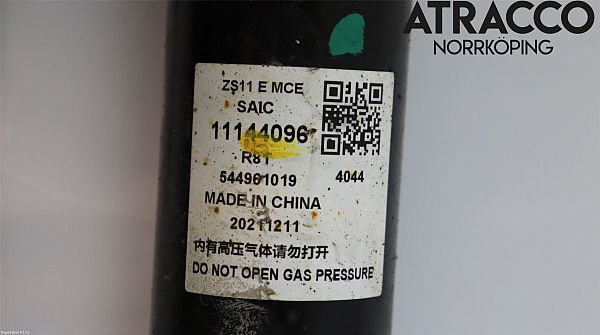 ATRACCO
NORRKÖPING
ZS11 E MCE
SAIC
11144096
R81
544961019
4044
MADE IN CHINA
20211211
内有高压气体请勿打开
DO NOT OPEN GAS PRESSURE